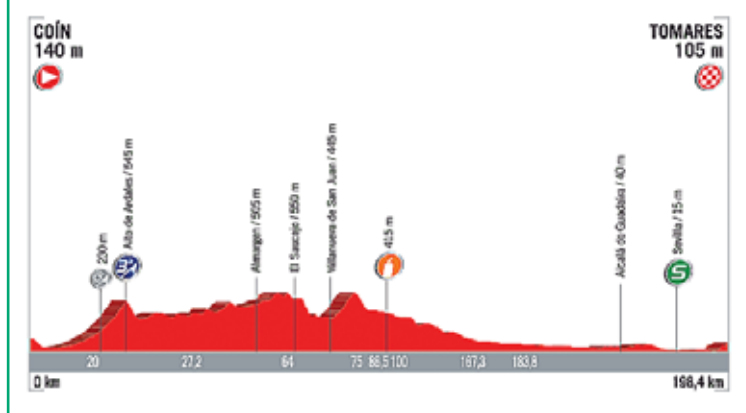 COÍN
140 m
TOMARES
105 m
200 m
Alto de Ardales / 545 m
3ª
Almargen / 505 m
El Saucejo / 550 m
Villanueva de San Juan / 445 m
415 m
Alcalá de Guadaíra / 40 m
Sevilla / 15 m
S
20
27,2
64
75
88,5
100
167,3
183,8
0 km
198,4 km